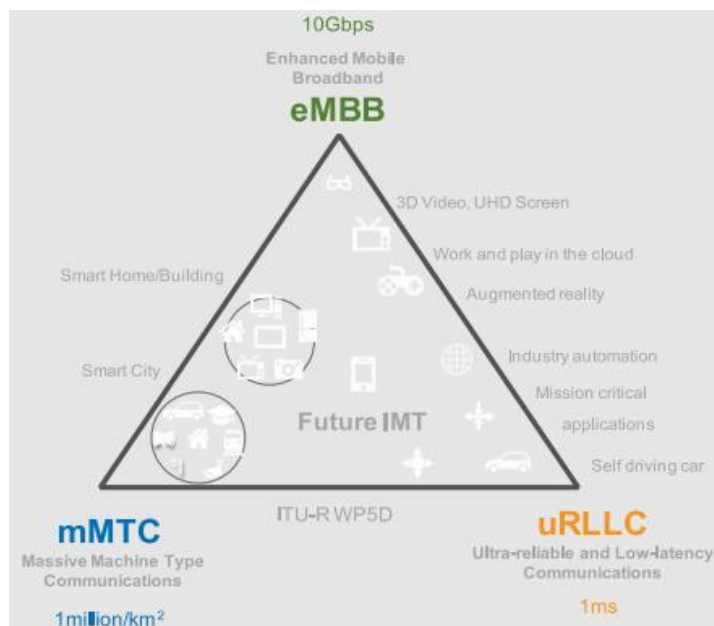 10Gbps
Enhanced Mobile
Broadband
eMBB
3D Video, UHD Screen
Work and play in the cloud
Smart Home/Building
Augmented reality
Industry automation
Smart City
Mission critical
applications
Future IMT
Self driving car
ITU-R WP5D
mMTC
Massive Machine Type
Communications
1million/km²
uRLLC
Ultra-reliable and Low-latency
Communications
1ms